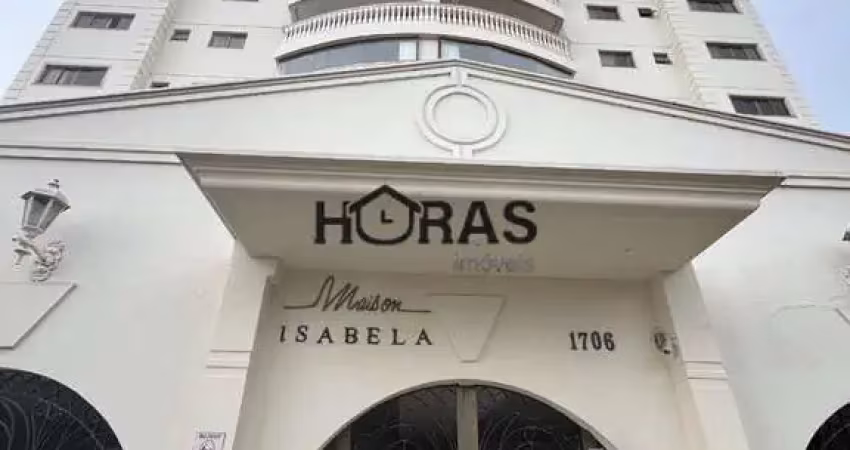 HORAS
imóveis
Maison
ISABELA
1706